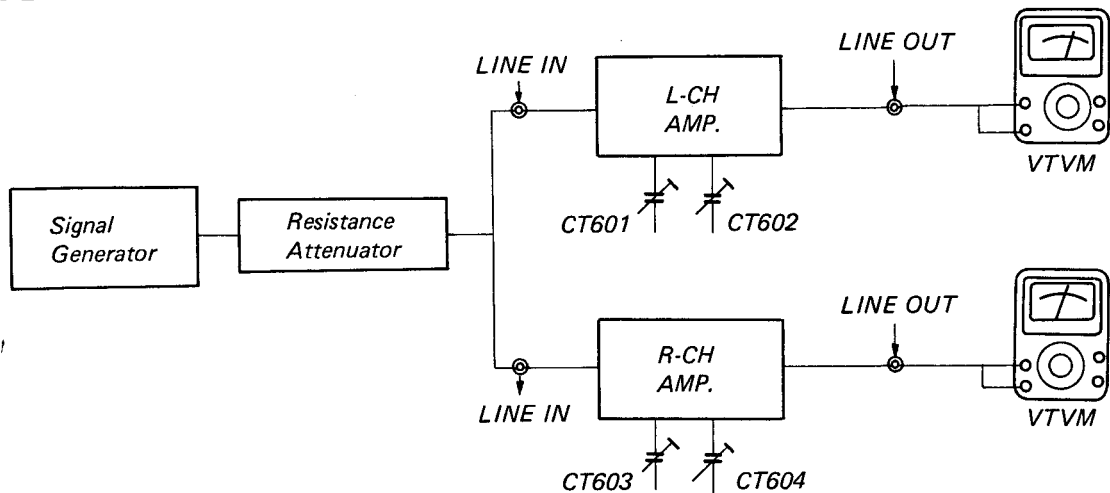 Signal
Generator
Resistance
Attenuator
LINE IN
L-CH
AMP.
CT601
CT602
LINE OUT
VTVM
LINE IN
R-CH
AMP.
CT603
CT604
LINE OUT
VTVM